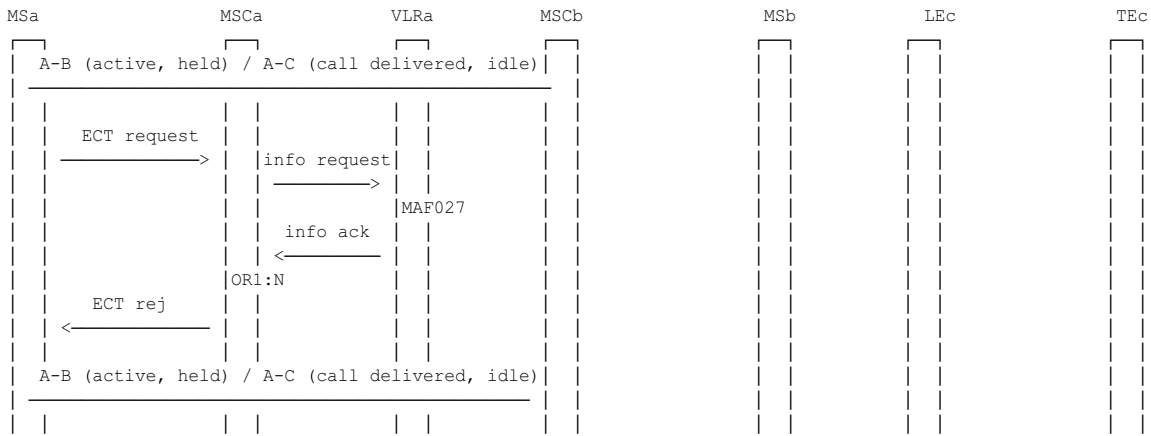 MSa MSCa VLRa MSCb MSb LEc TEc
A-B (active, held) / A-C (call delivered, idle)
ECT request
info request
MAF027
info ack
OR1:N
ECT rej
A-B (active, held) / A-C (call delivered, idle)